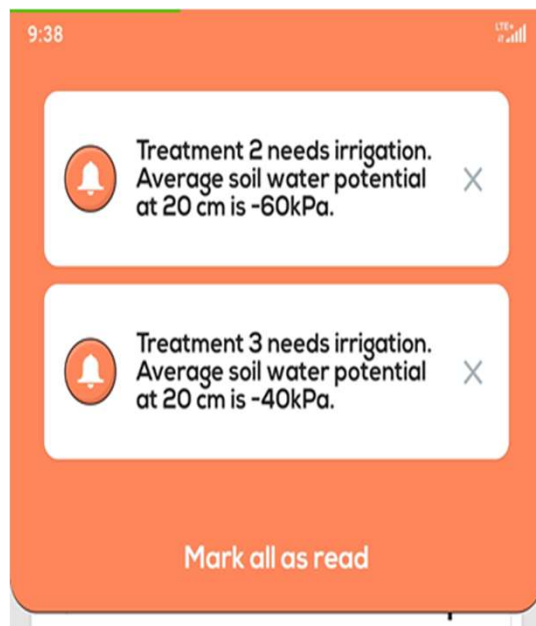 9:38
LTE+
Treatment 2 needs irrigation.
Average soil water potential
at 20 cm is -60kPa.
Treatment 3 needs irrigation.
Average soil water potential
at 20 cm is -40kPa.
Mark all as read